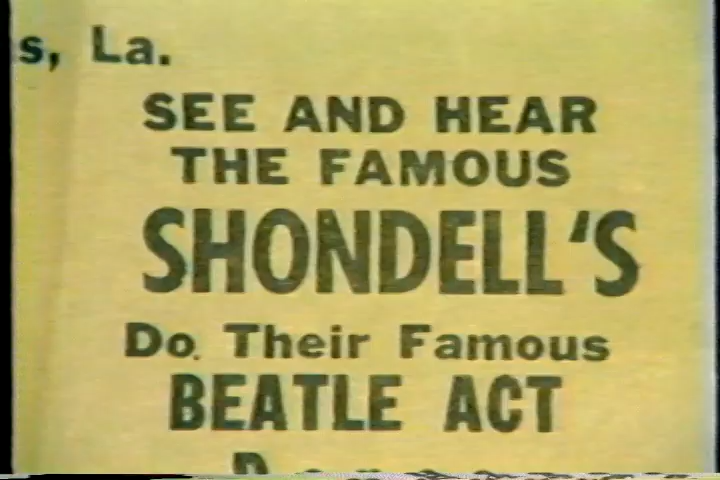 s, La.
SEE AND HEAR
THE FAMOUS
SHONDELL'S
Do Their Famous
BEATLE ACT